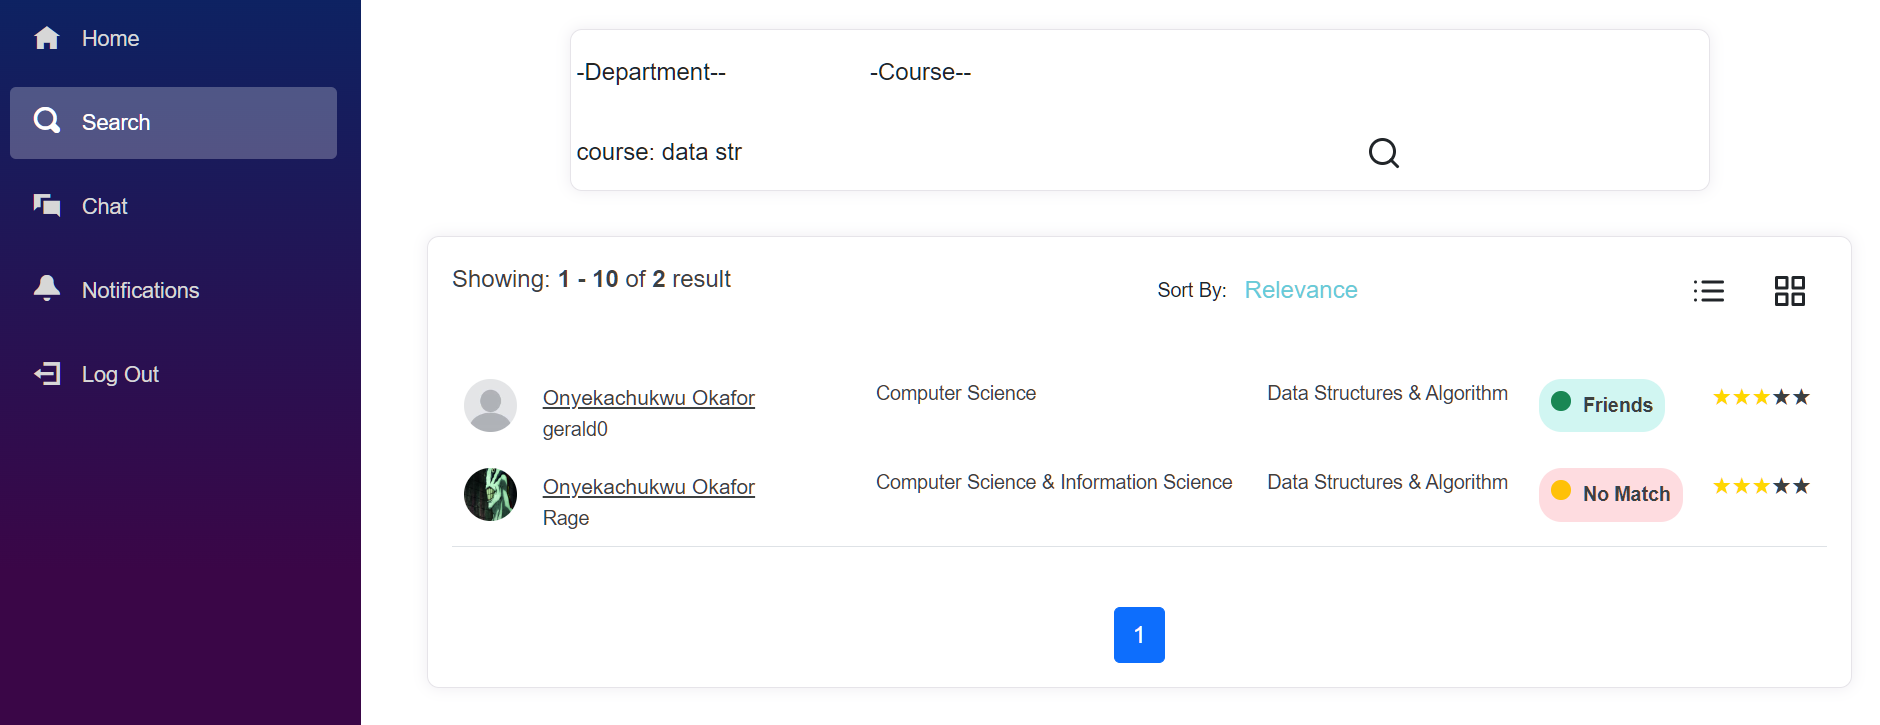 Home
Search
Chat
Notifications
Log Out
-Department--
-Course--
course: data str
Showing: 1 - 10 of 2 result
Sort By: Relevance
Onyekachukwu Okafor
gerald0
Computer Science
Data Structures & Algorithm
Friends
Onyekachukwu Okafor
Rage
Computer Science & Information Science
Data Structures & Algorithm
No Match
1